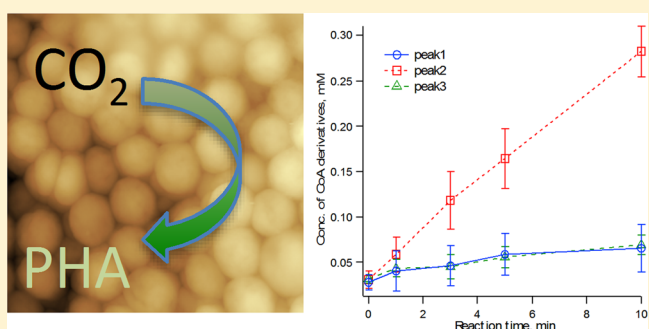 CO2
PHA
0.30
0.25
0.20
0.15
0.10
0.05
Conc. of CoA derivatives, mM
peak1
peak2
peak3
0 2 4 6 8 10
Reaction time, min